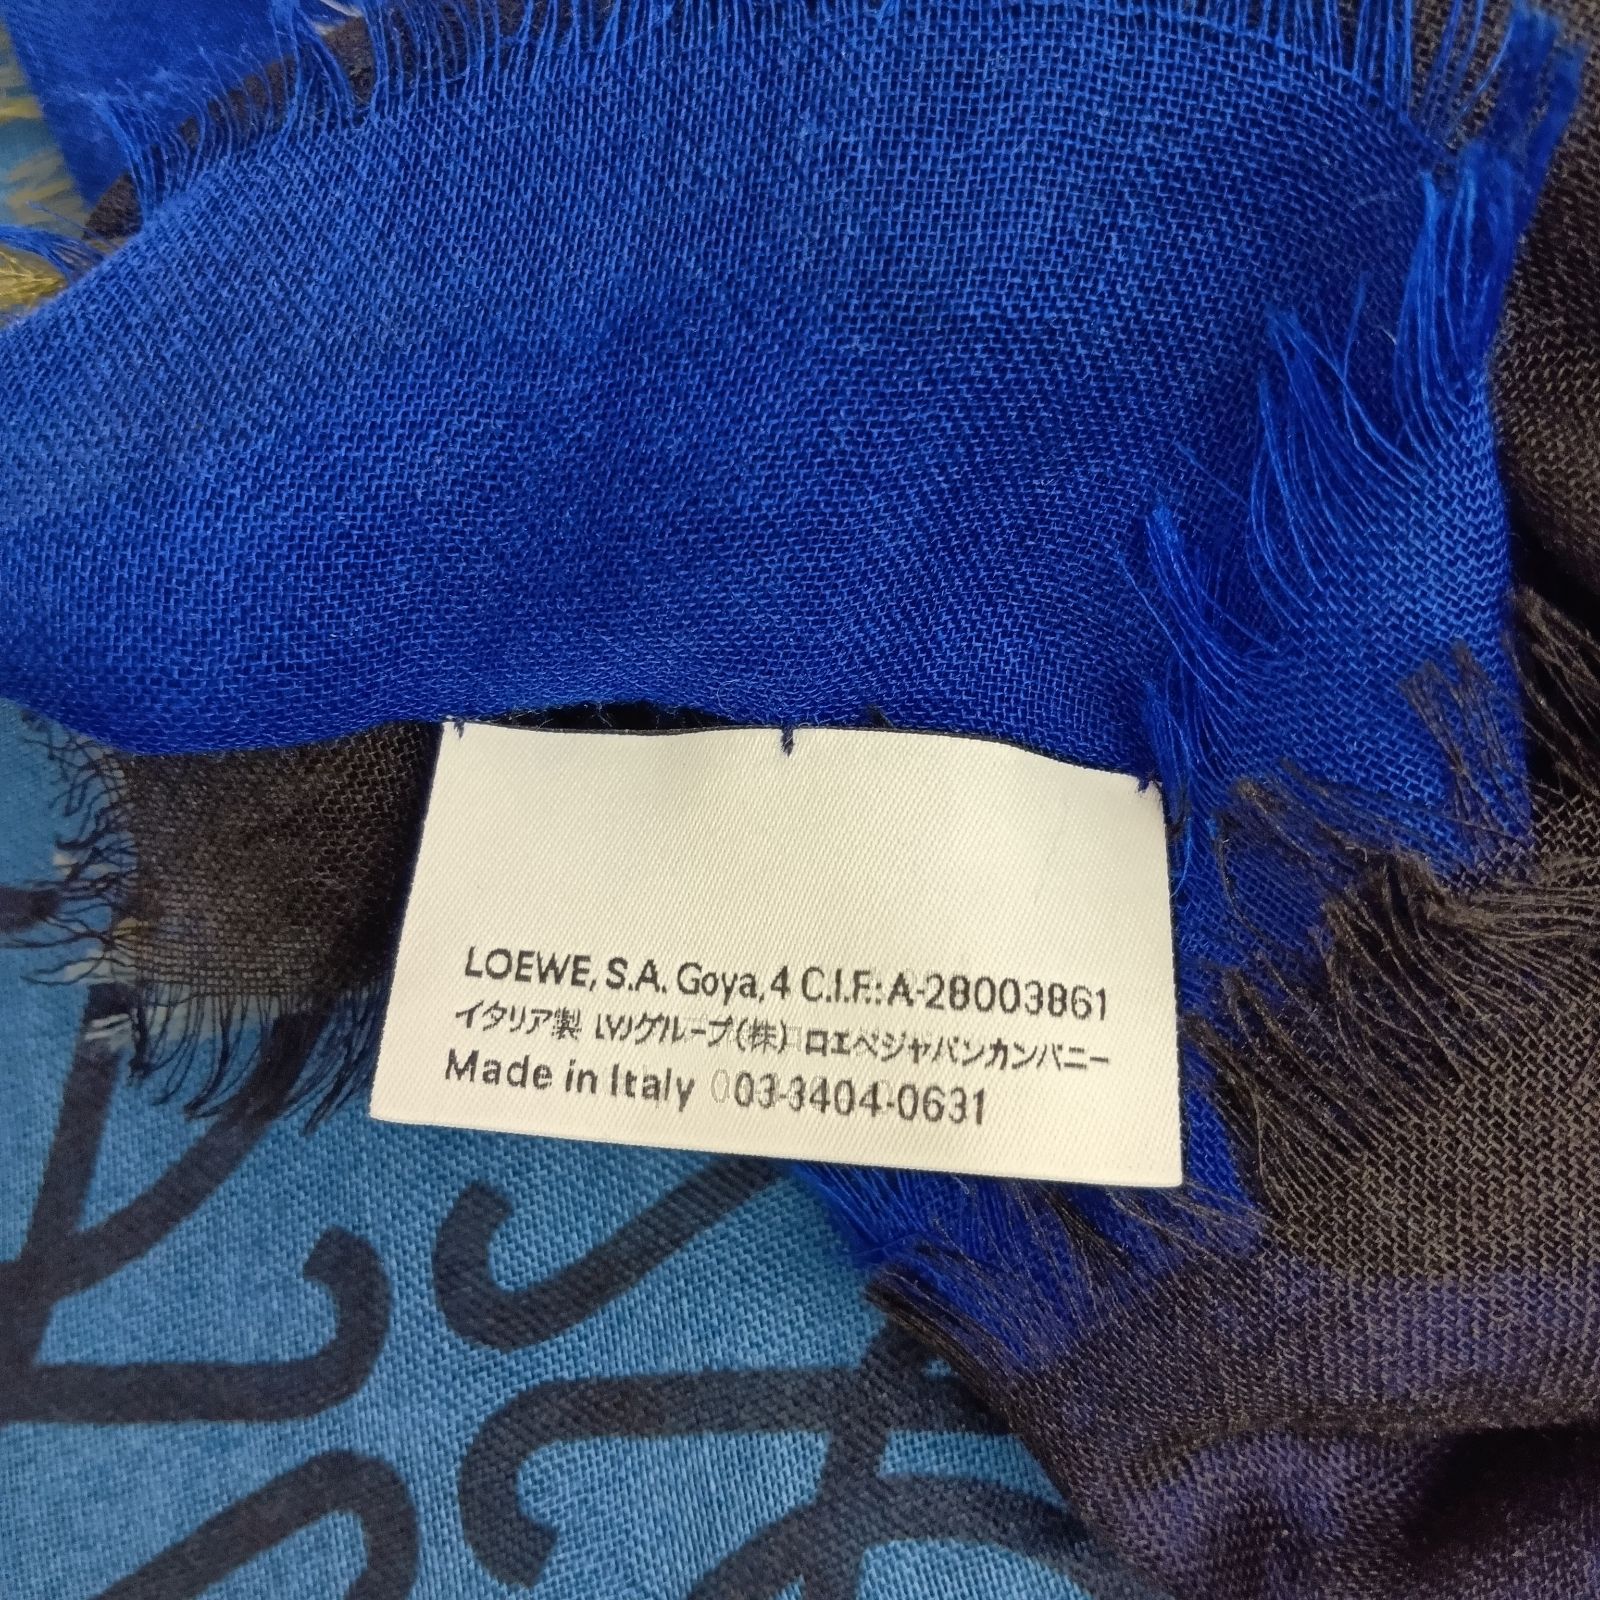 LOEWE, S.A. Goya, 4 C.I.F.: A-28003861
イタリア製 LVJグループ(株) ロエベジャパンカンパニー
Made in Italy 03-3404-0631